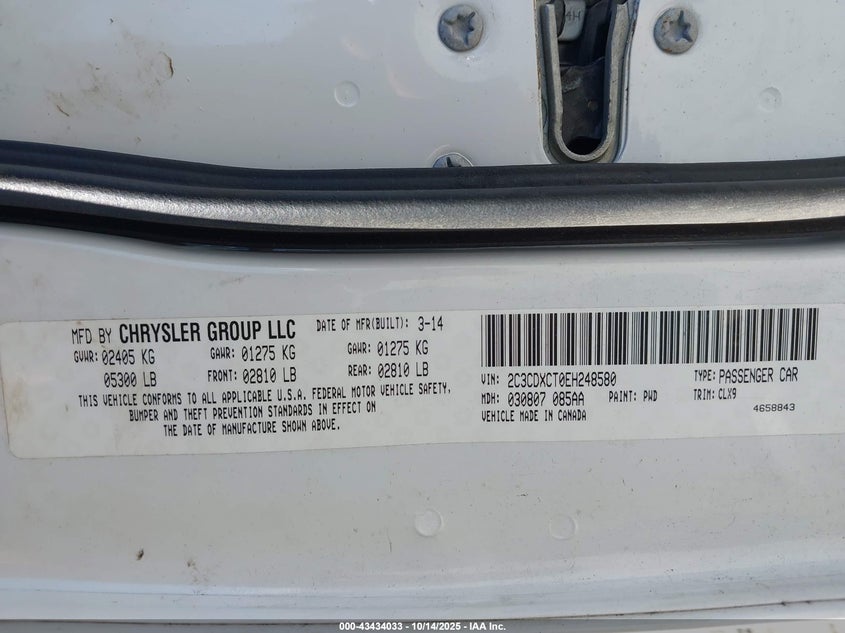 4H
MFD BY CHRYSLER GROUP LLC DATE OF MFR(BUILT): 3-14
GVWR: 02405 KG GAWR: 01275 KG GAWR: 01275 KG
05300 LB FRONT: 02810 LB REAR: 02810 LB
THIS VEHICLE CONFORMS TO ALL APPLICABLE U.S.A. FEDERAL MOTOR VEHICLE SAFETY,
BUMPER AND THEFT PREVENTION STANDARDS IN EFFECT ON
THE DATE OF MANUFACTURE SHOWN ABOVE.
VIN: 2C3CDXCT0EH248580 TYPE: PASSENGER CAR
MDH: 030807 085AA PAINT: PWD TRIM: CLX9
VEHICLE MADE IN CANADA 4658843
000-43434033 - 10/14/2025 - IAA Inc.